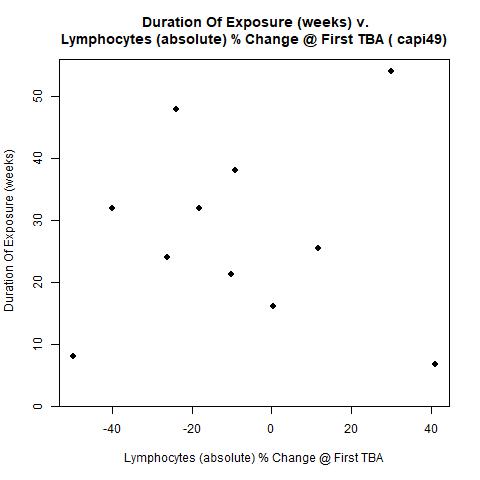 Duration Of Exposure (weeks) v.
Lymphocytes (absolute) % Change @ First TBA ( capi49)
Duration Of Exposure (weeks)
50
40
30
20
10
0
-40 -20 0 20 40
Lymphocytes (absolute) % Change @ First TBA